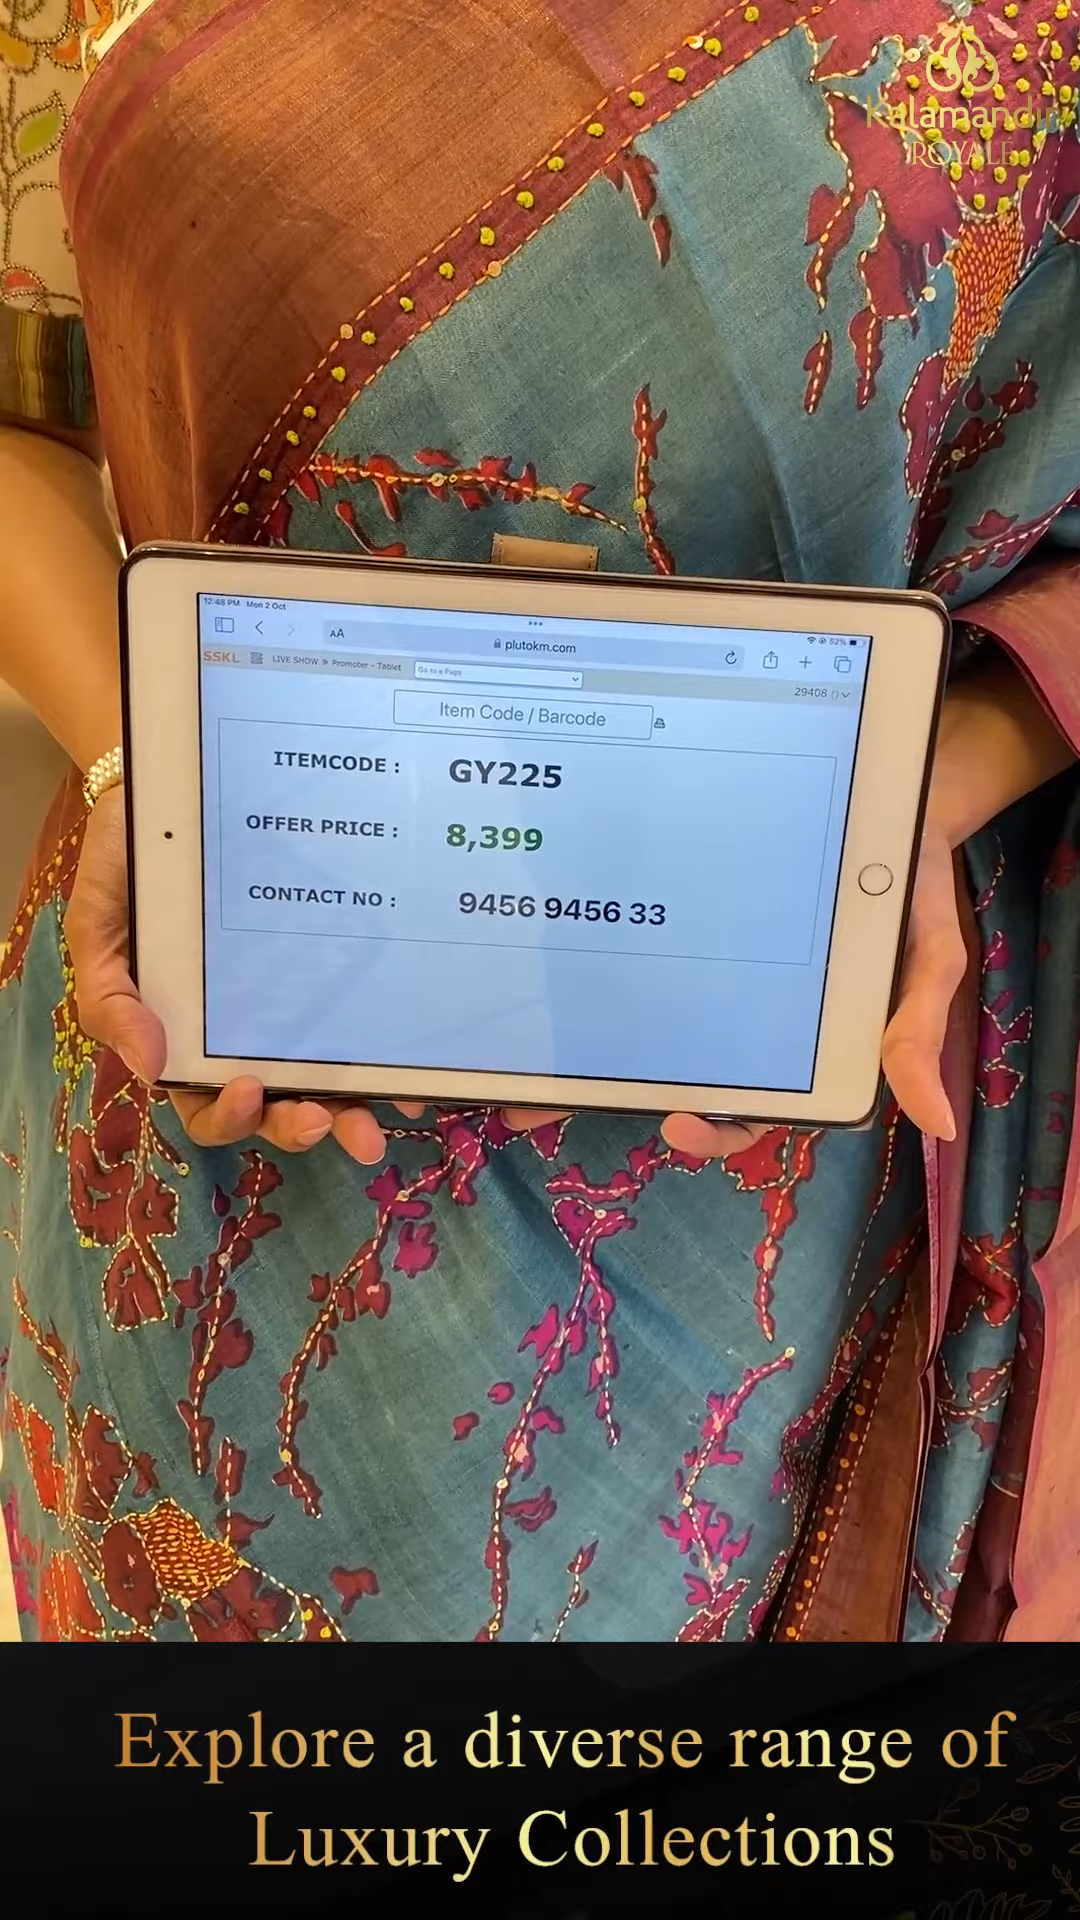 Kalamandir
ROYALE
12:48 PM Mon 2 Oct
52%
AA
plutokm.com
SSKL
LIVE SHOW » Promoter - Tablet
Go to a Page
29408 ()
Item Code / Barcode
ITEMCODE : GY225
OFFER PRICE : 8,399
CONTACT NO : 9456 9456 33
Explore a diverse range of
Luxury Collections